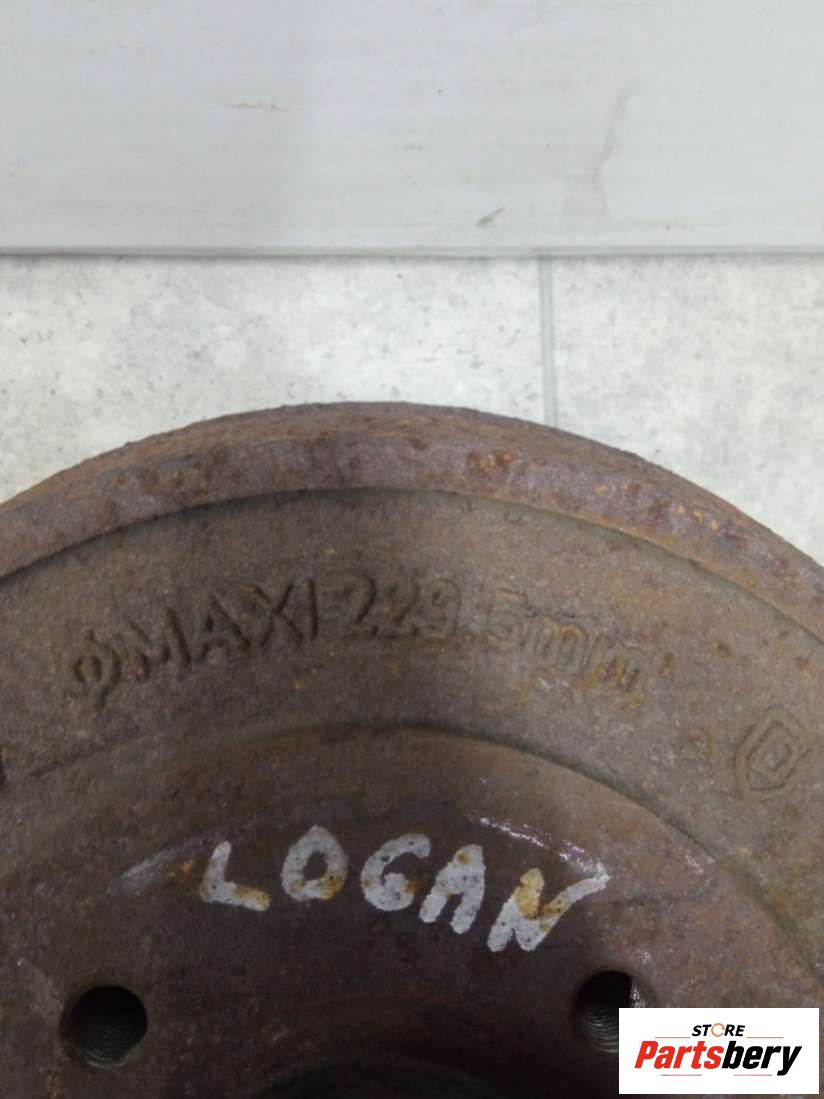 ϕMAXI 229.5mm
LOGAN
STORE
Partsbery